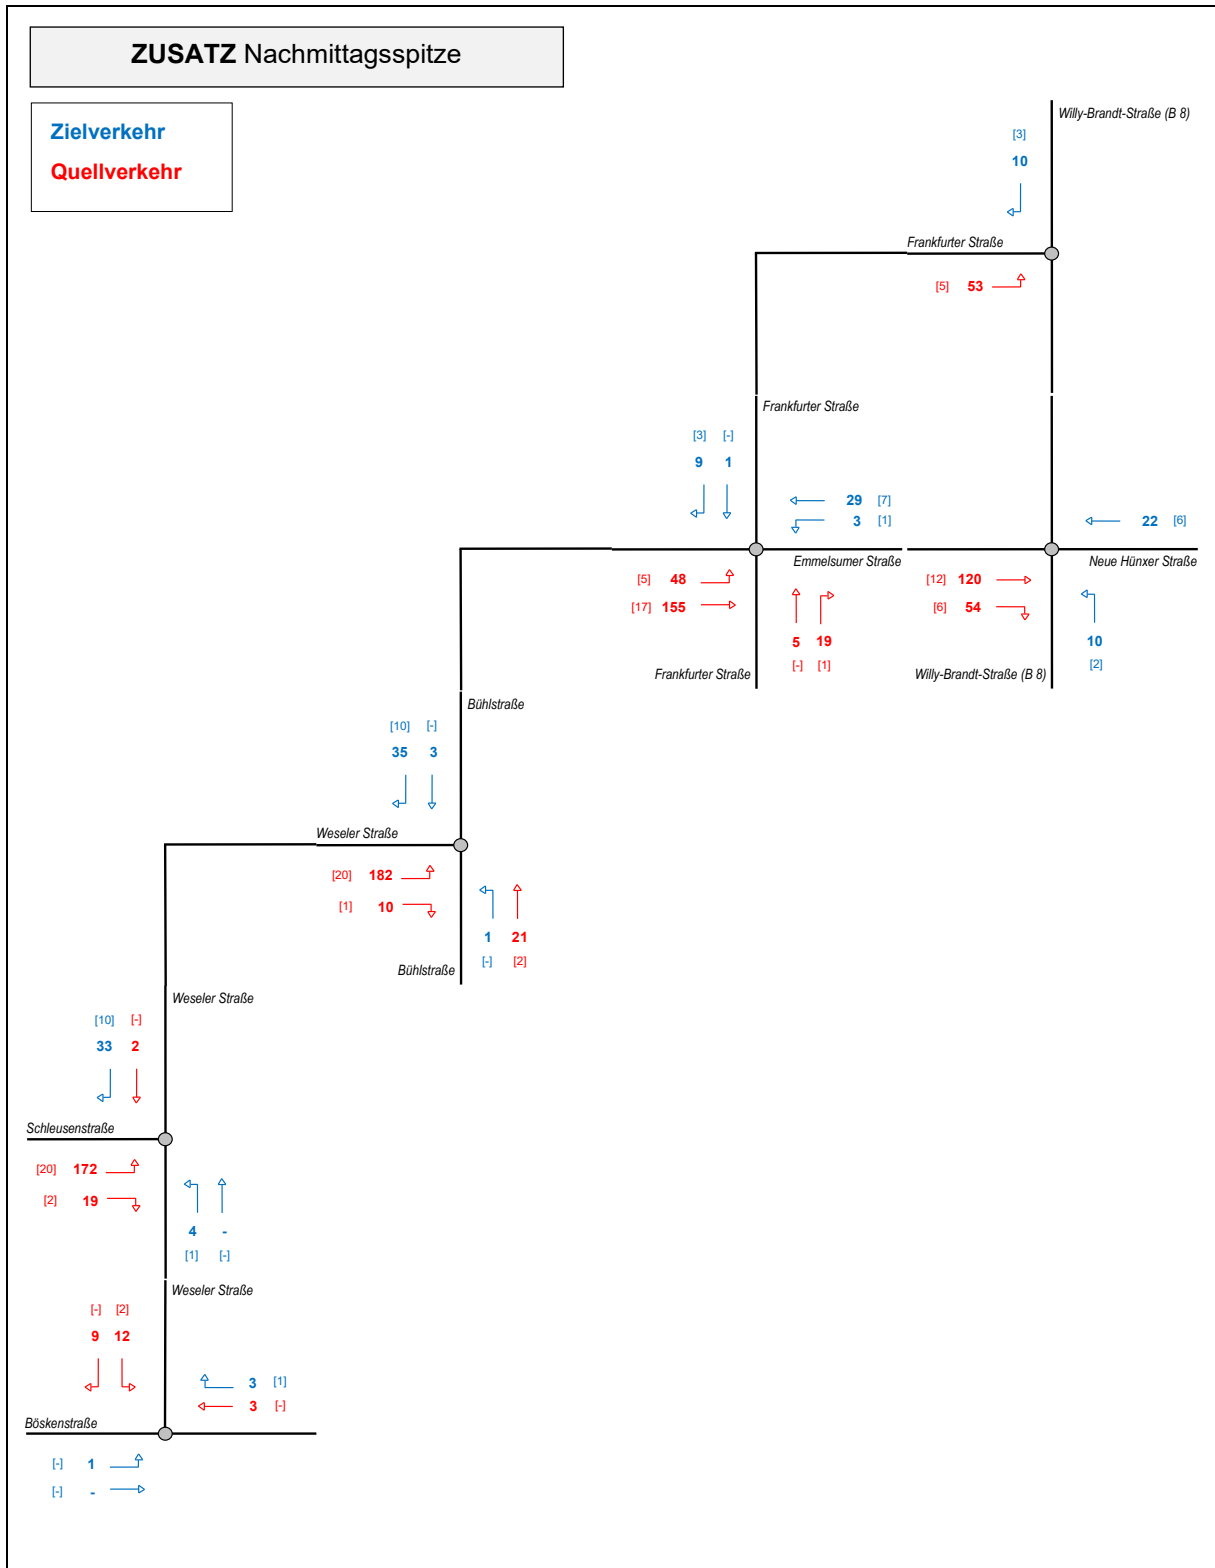 ZUSATZ Nachmittagsspitze
Zielverkehr
Quellverkehr
Willy-Brandt-Straße (B 8)
[3]
10
Frankfurter Straße
[5] 53
Frankfurter Straße
[3] [-]
9 1
29 [7]
3 [1]
22 [6]
Emmelsumer Straße
Neue Hünxer Straße
[5] 48
[17] 155
[12] 120
[6] 54
5 19
[-] [1]
10
[2]
Frankfurter Straße
Willy-Brandt-Straße (B 8)
Bühlstraße
[10] [-]
35 3
Weseler Straße
[20] 182
[1] 10
1 21
[-] [2]
Bühlstraße
Weseler Straße
[10] [-]
33 2
Schleusenstraße
[20] 172
[2] 19
4 -
[1] [-]
Weseler Straße
[-] [2]
9 12
3 [1]
3 [-]
Böskenstraße
[-] 1
[-] -